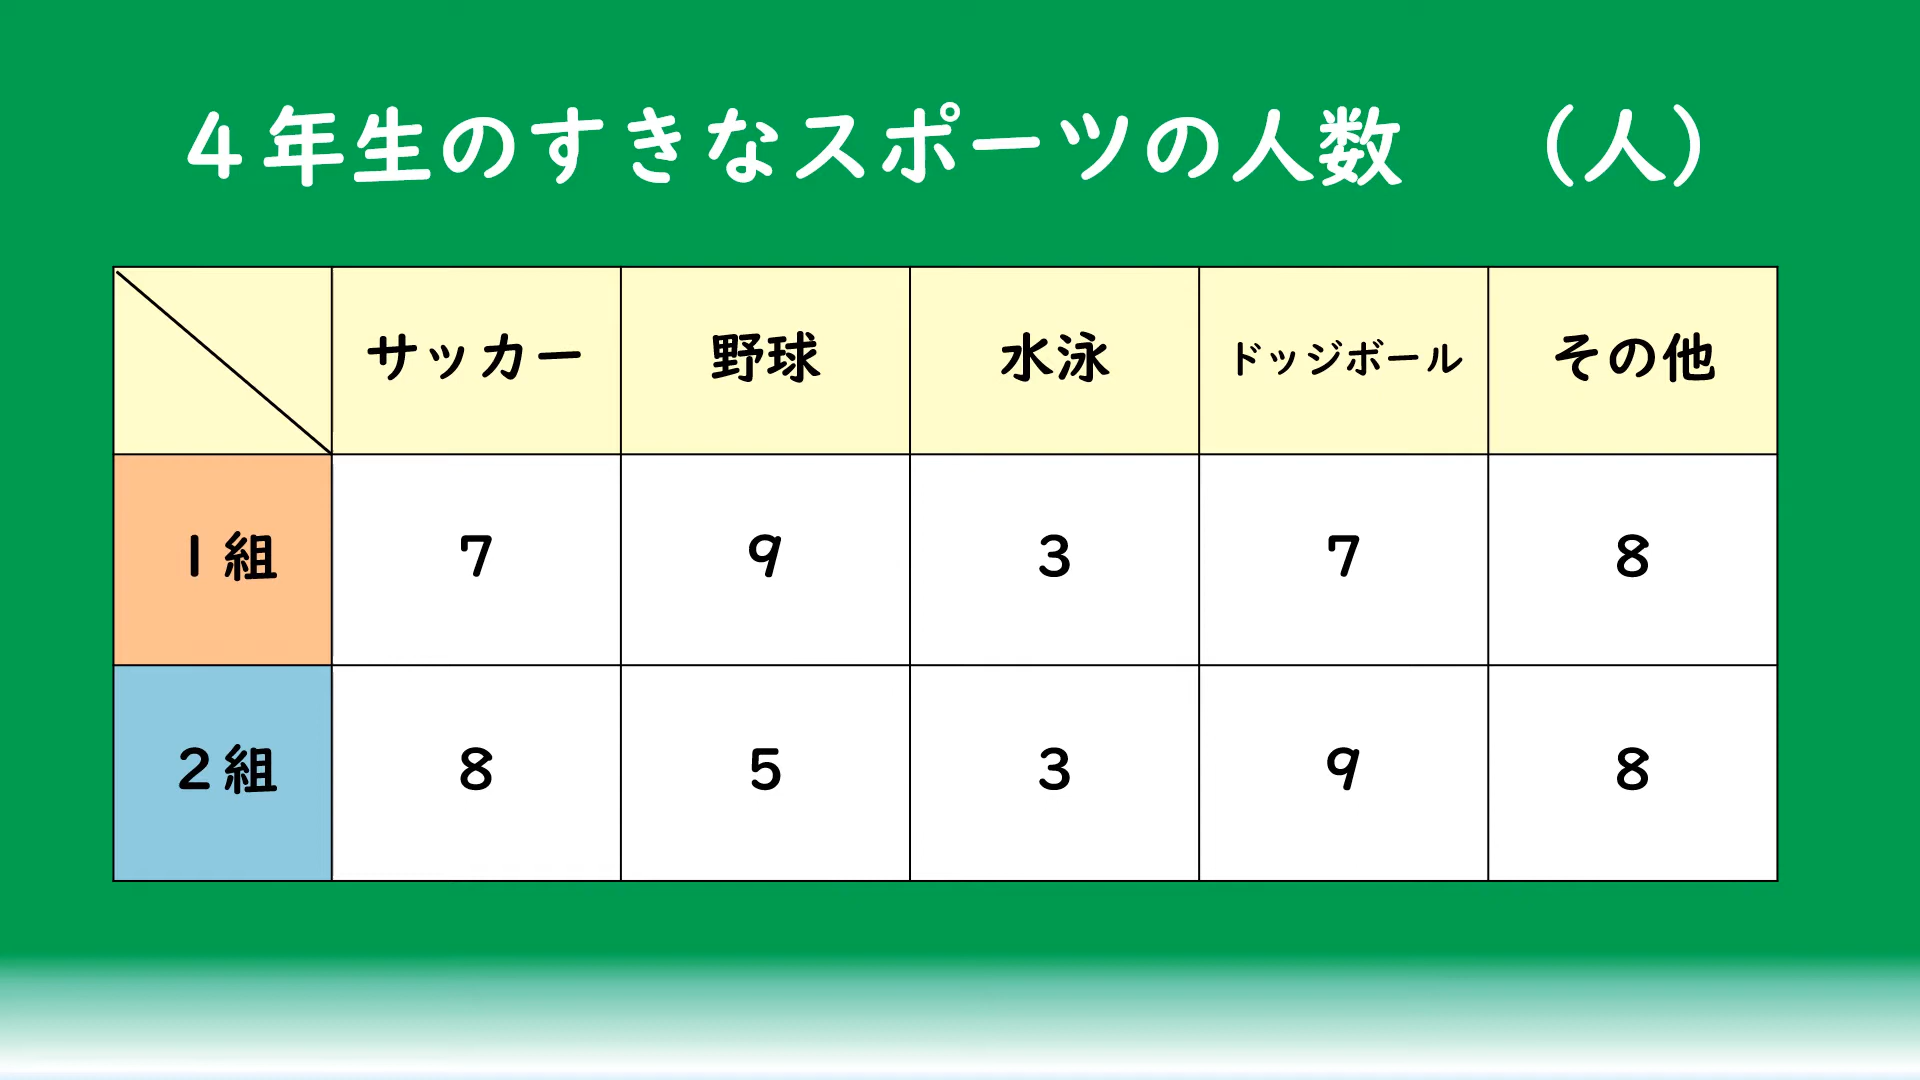 ４年生のすきなスポーツの人数　（人）
サッカー 野球 水泳 ドッジボール その他
１組 7 9 3 7 8
２組 8 5 3 9 8